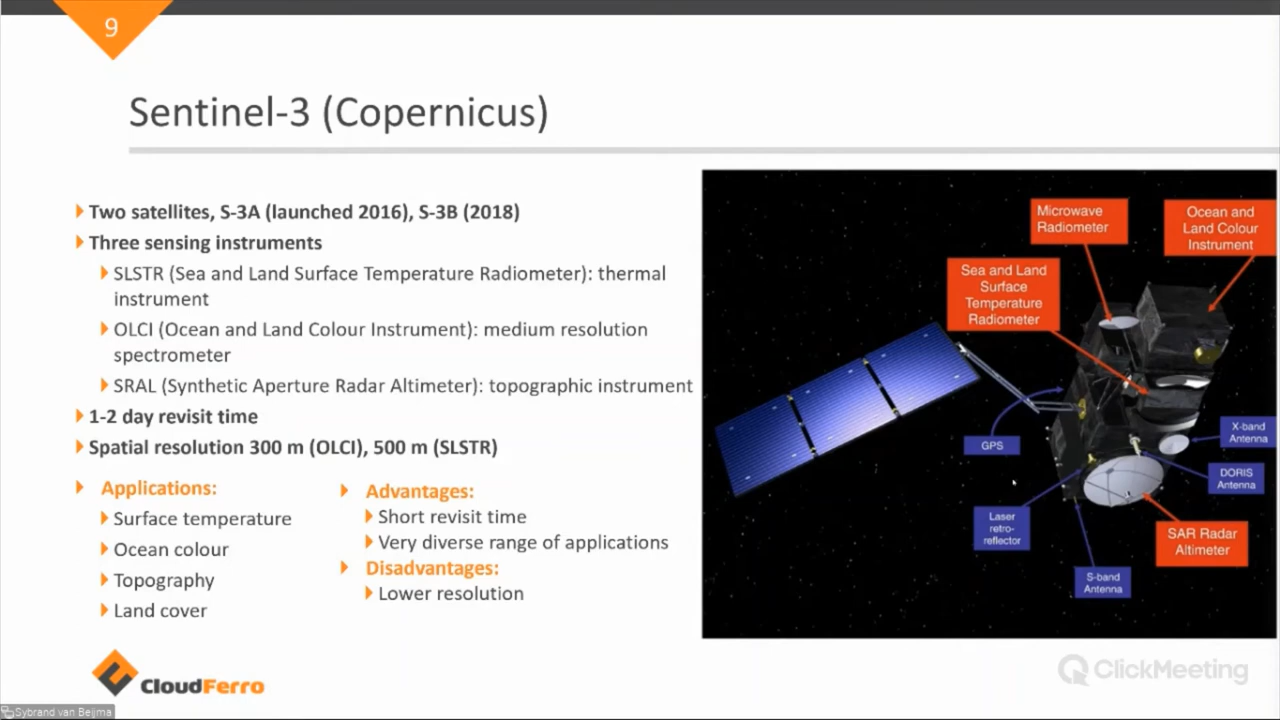 9
Sentinel-3 (Copernicus)
Two satellites, S-3A (launched 2016), S-3B (2018)
Three sensing instruments
SLSTR (Sea and Land Surface Temperature Radiometer): thermal
instrument
OLCI (Ocean and Land Colour Instrument): medium resolution
spectrometer
SRAL (Synthetic Aperture Radar Altimeter): topographic instrument
1-2 day revisit time
Spatial resolution 300 m (OLCI), 500 m (SLSTR)
Applications:
Surface temperature
Ocean colour
Topography
Land cover
Advantages:
Short revisit time
Very diverse range of applications
Disadvantages:
Lower resolution
Microwave
Radiometer
Ocean and
Land Colour
Instrument
Sea and Land
Surface
Temperature
Radiometer
GPS
X-band
Antenna
DORIS
Antenna
Laser
retro-
reflector
SAR Radar
Altimeter
S-band
Antenna
CloudFerro
ClickMeeting
Sybrand van Beijma